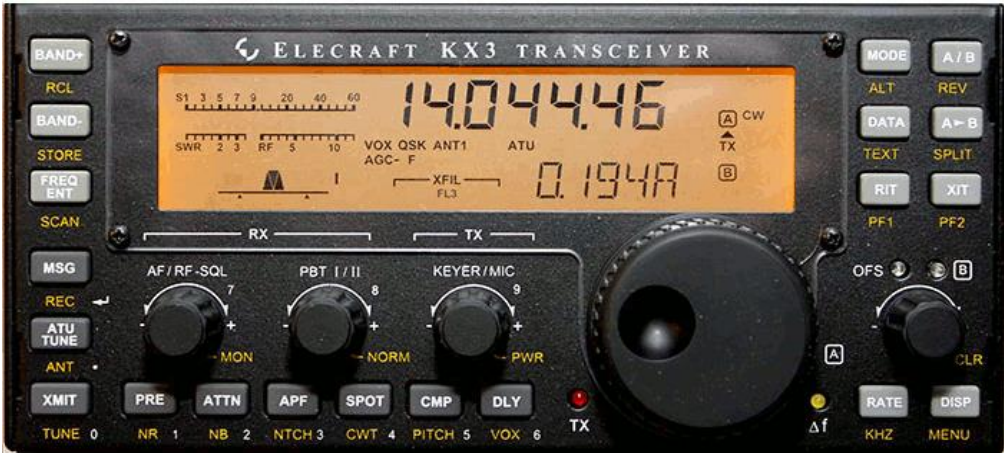 ELECRAFT KX3 TRANSCEIVER
BAND+
RCL
BAND-
STORE
FREQ
ENT
SCAN
S1 3 5 7 9 20 40 60
SWR 2 3 RF 5 10
14.044.46
A CW
TX
B
VOX QSK ANT1 ATU
AGC- F
I
XFIL
FL3
0.194A
MODE
A / B
ALT
REV
DATA
A►B
TEXT
SPLIT
RIT
XIT
PF1
PF2
RX
TX
MSG
REC ↵
ATU
TUNE
ANT .
XMIT
TUNE 0
AF/RF-SQL
7
- +
MON
PBT I/II
8
- +
NORM
KEYER/MIC
9
- +
PWR
PRE
ATTN
APF
SPOT
CMP
DLY
NR 1
NB 2
NTCH 3
CWT 4
PITCH 5
VOX 6
TX
A
Δf
OFS
B
- +
CLR
RATE
DISP
KHZ
MENU